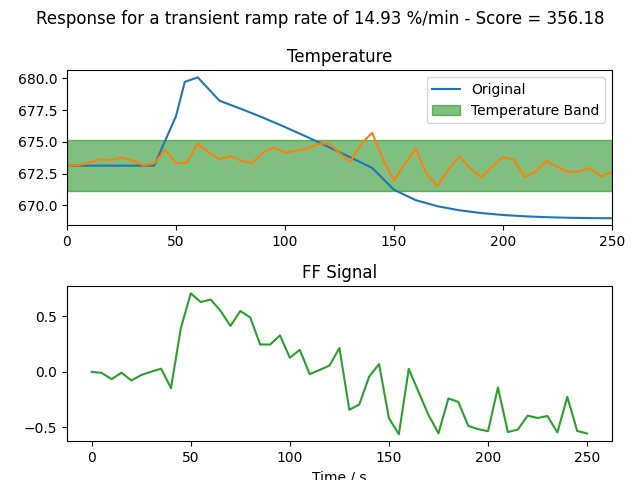 Response for a transient ramp rate of 14.93 %/min - Score = 356.18
Temperature
680.0
677.5
675.0
672.5
670.0
Original
Temperature Band
0 50 100 150 200 250
FF Signal
0.5
0.0
−0.5
0 50 100 150 200 250
Time / s